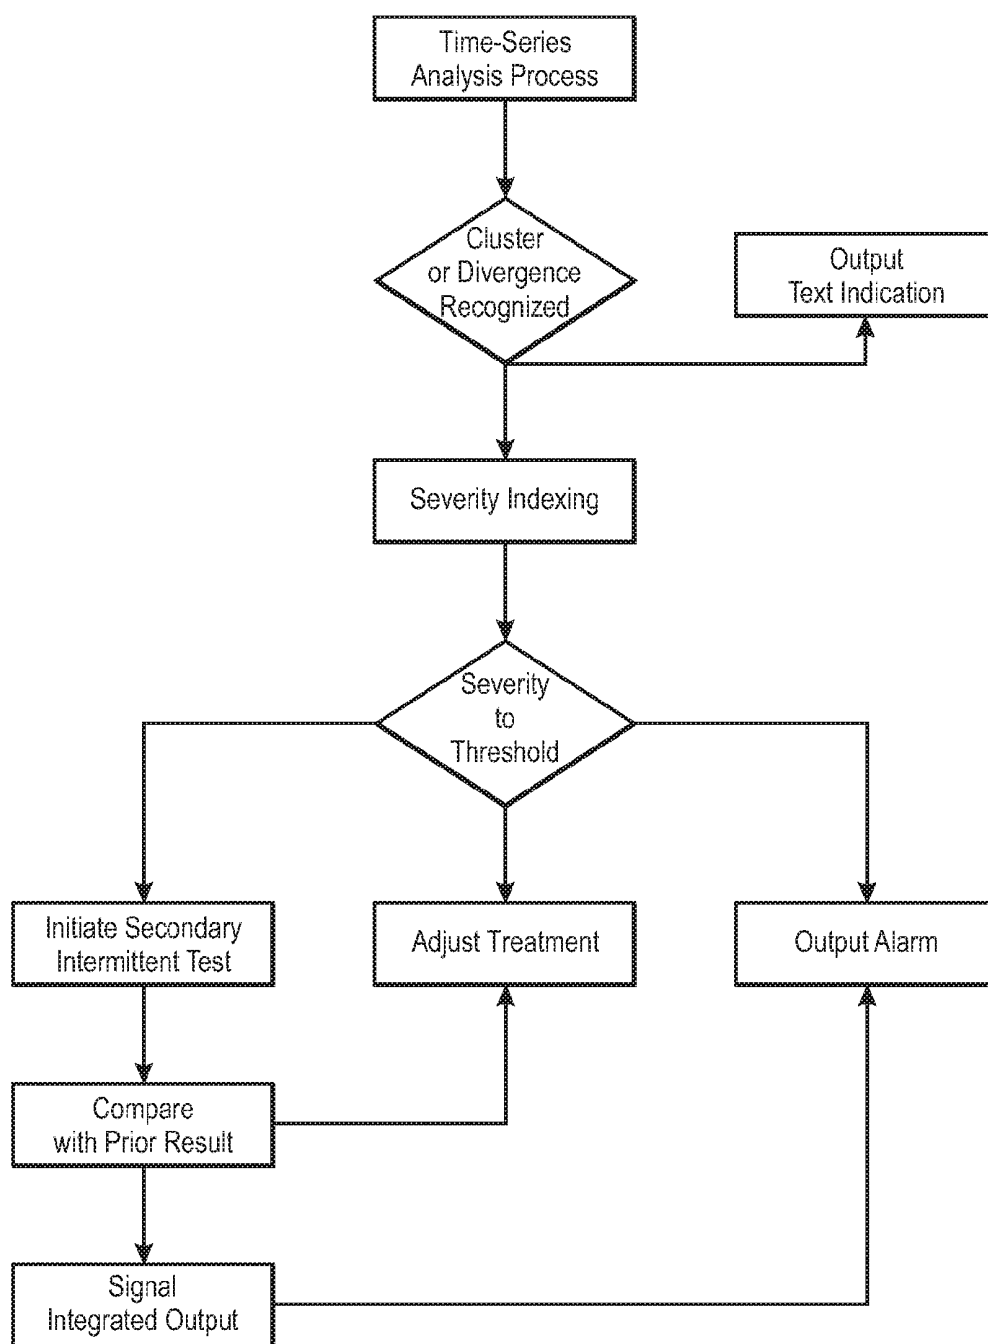 Time-Series
Analysis Process
Cluster
or Divergence
Recognized
Output
Text Indication
Severity Indexing
Severity
to
Threshold
Initiate Secondary
Intermittent Test
Adjust Treatment
Output Alarm
Compare
with Prior Result
Signal
Integrated Output